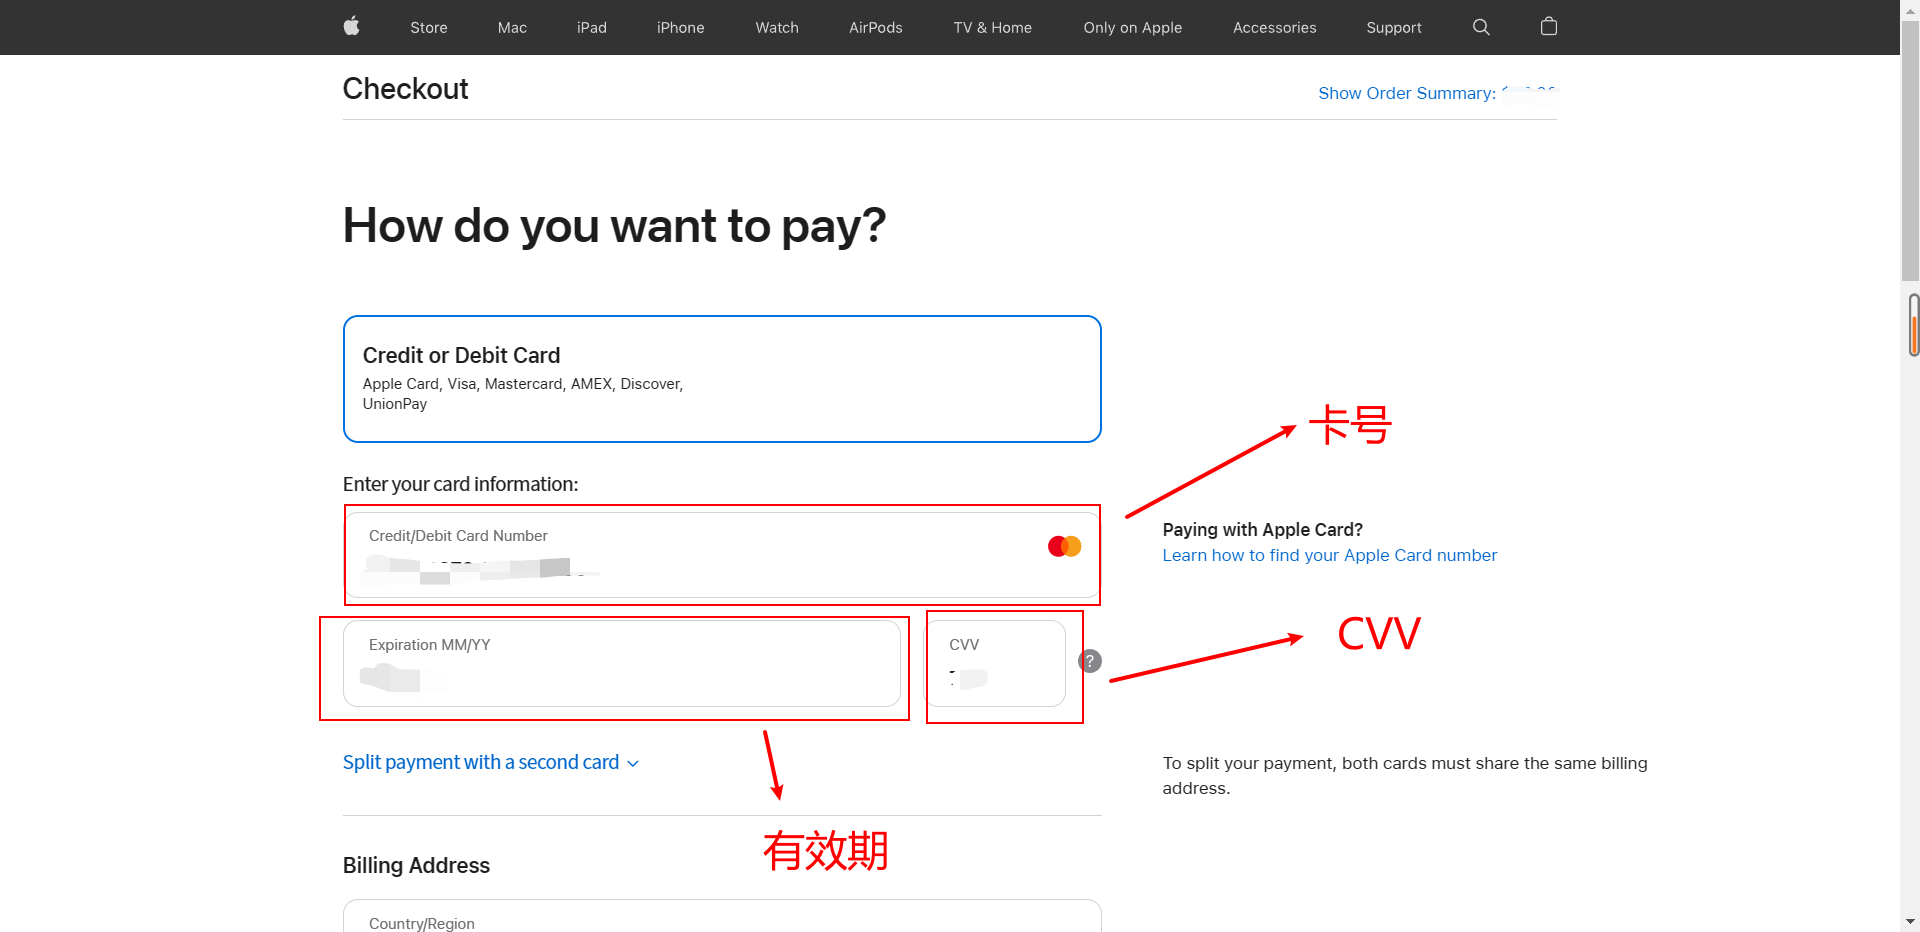 Store Mac iPad iPhone Watch AirPods TV & Home Only on Apple Accessories Support
Checkout
Show Order Summary:
How do you want to pay?
Credit or Debit Card
Apple Card, Visa, Mastercard, AMEX, Discover,
UnionPay
卡号
Enter your card information:
Credit/Debit Card Number
Paying with Apple Card?
Learn how to find your Apple Card number
Expiration MM/YY
CVV
?
CVV
Split payment with a second card
To split your payment, both cards must share the same billing
address.
有效期
Billing Address
Country/Region